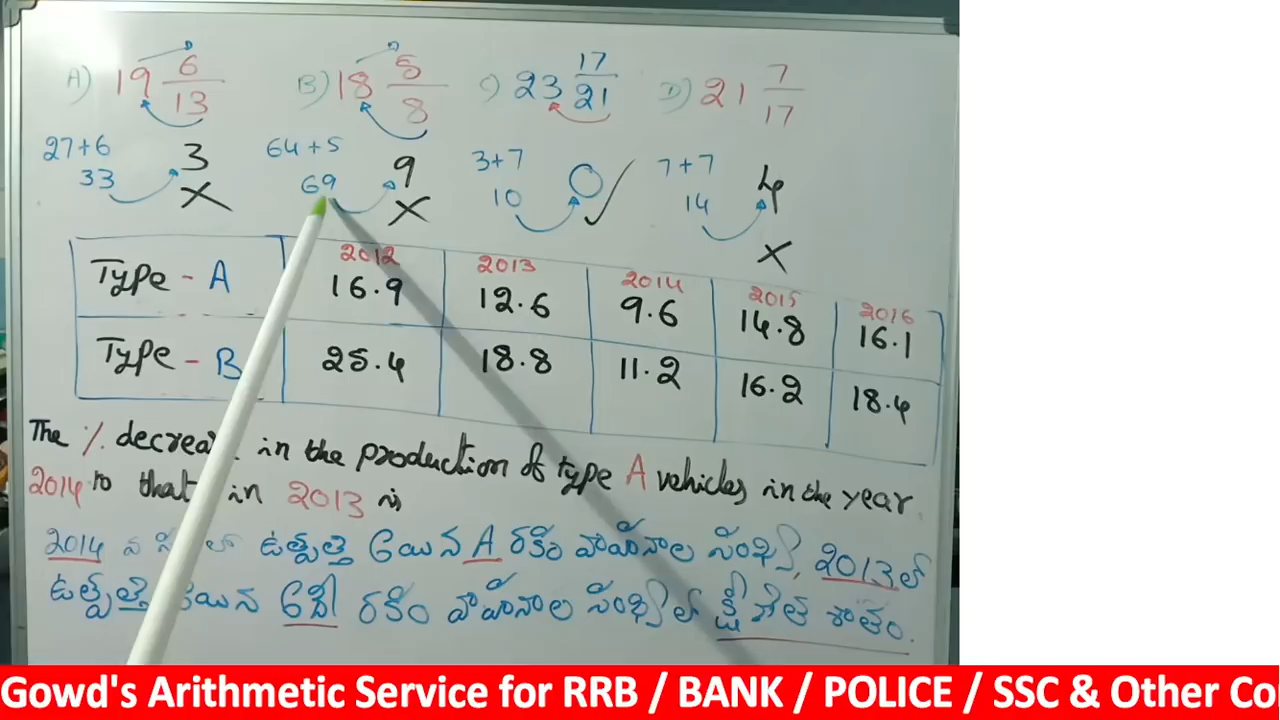 A) 19 6/13 B) 18 5/8 C) 23 17/21 D) 21 7/17
27+6 3 64+5 9 3+7 0 7+7 4
33 X 69 X 10 ✓ 14 X
2012 2013 2014 2015 2016
Type - A 16.9 12.6 9.6 14.8 16.1
Type - B 25.4 18.8 11.2 16.2 18.4
The % in the production of type A vehicles in the year
2014 to that in 2013 is
2014 వ లో ఉత్పత్తి అయిన A రకం వాహనాల సంఖ్య, 2013లో
ఉత్పత్తి అయిన అదే రకం వాహనాల సంఖ్యలో క్షీణత శాతం.
Gowd's Arithmetic Service for RRB / BANK / POLICE / SSC & Other Co